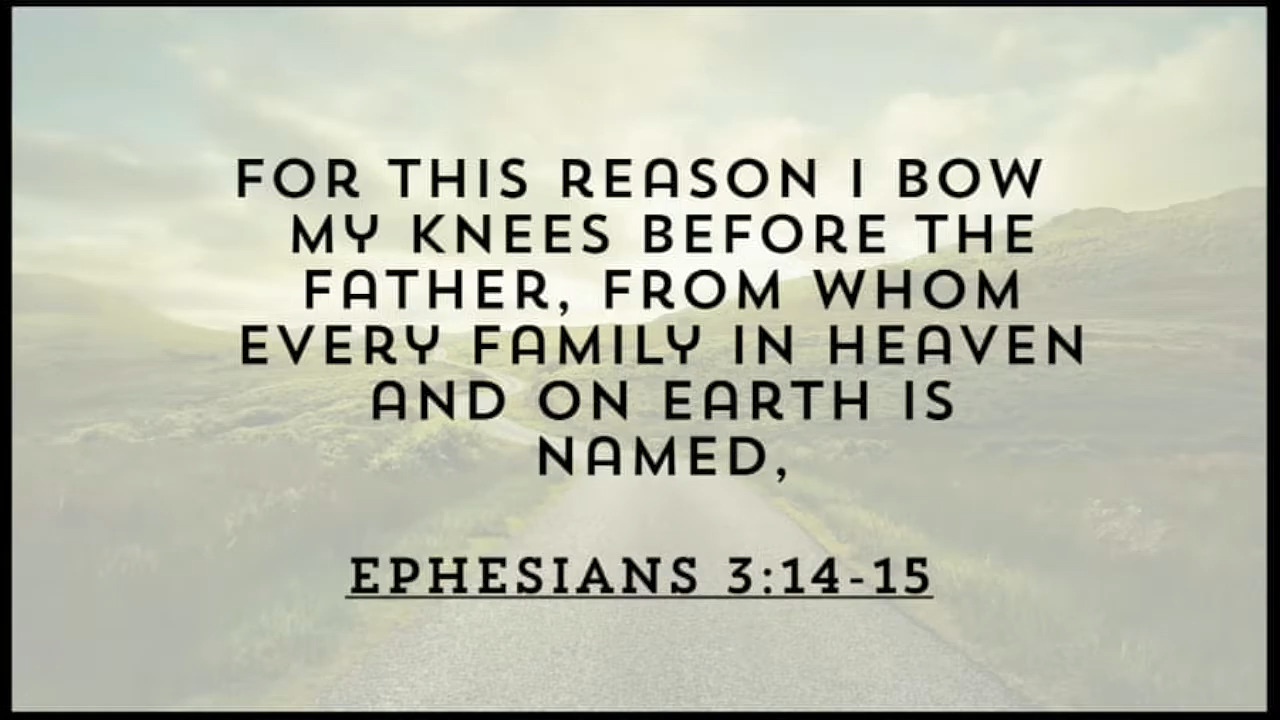 FOR THIS REASON I BOW
MY KNEES BEFORE THE
FATHER, FROM WHOM
EVERY FAMILY IN HEAVEN
AND ON EARTH IS
NAMED,
EPHESIANS 3:14-15